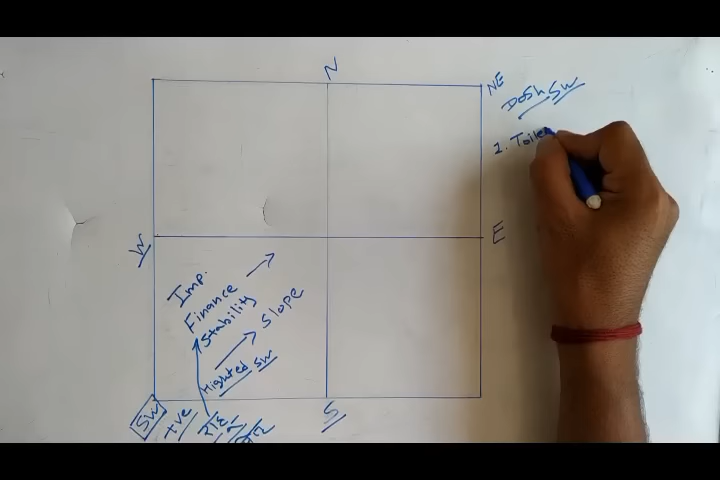 N
NE
Dosh SW
1. Toile
W
E
Imp.
Finance
Stability
Slope
Highted SW
SW
+ve
S